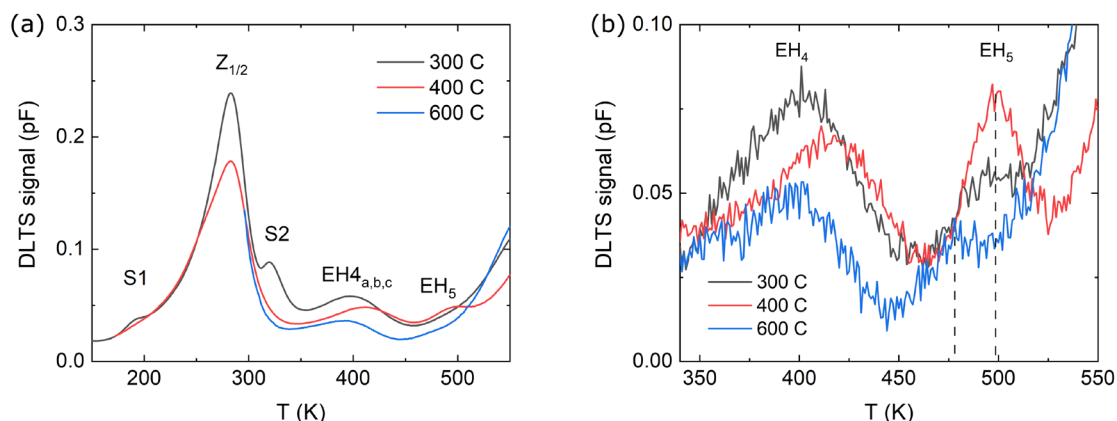 (a)
DLTS signal (pF)
0.3
0.2
0.1
0.0
S1
Z1/2
S2
EH4a,b,c
EH5
300 C
400 C
600 C
200
300
400
500
T (K)
(b)
DLTS signal (pF)
0.10
0.05
0.00
EH4
EH5
300 C
400 C
600 C
350
400
450
500
550
T (K)